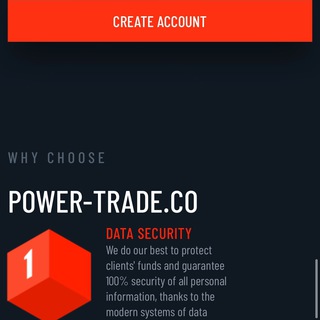 CREATE ACCOUNT
WHY CHOOSE
POWER-TRADE.CO
1
DATA SECURITY
We do our best to protect
clients' funds and guarantee
100% security of all personal
information, thanks to the
modern systems of data